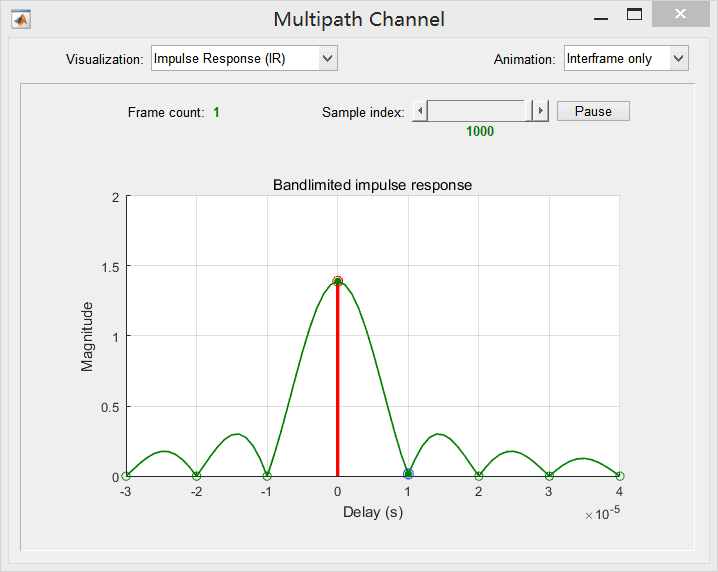 Multipath Channel
Visualization: Impulse Response (IR) Animation: Interframe only
Frame count: 1 Sample index: Pause
1000
Bandlimited impulse response
2
1.5
1
0.5
0
Magnitude
-3 -2 -1 0 1 2 3 4
Delay (s)
×10-5